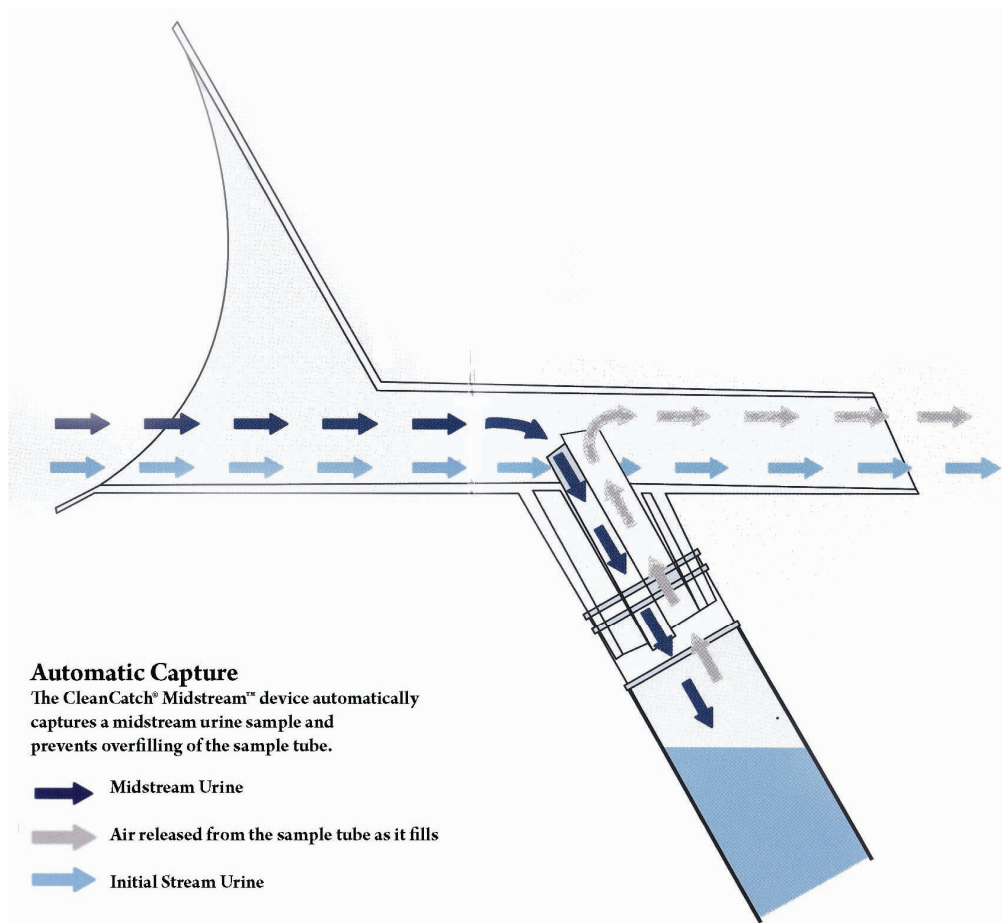 Automatic Capture
The CleanCatch® Midstream™ device automatically
captures a midstream urine sample and
prevents overfilling of the sample tube.
Midstream Urine
Air released from the sample tube as it fills
Initial Stream Urine